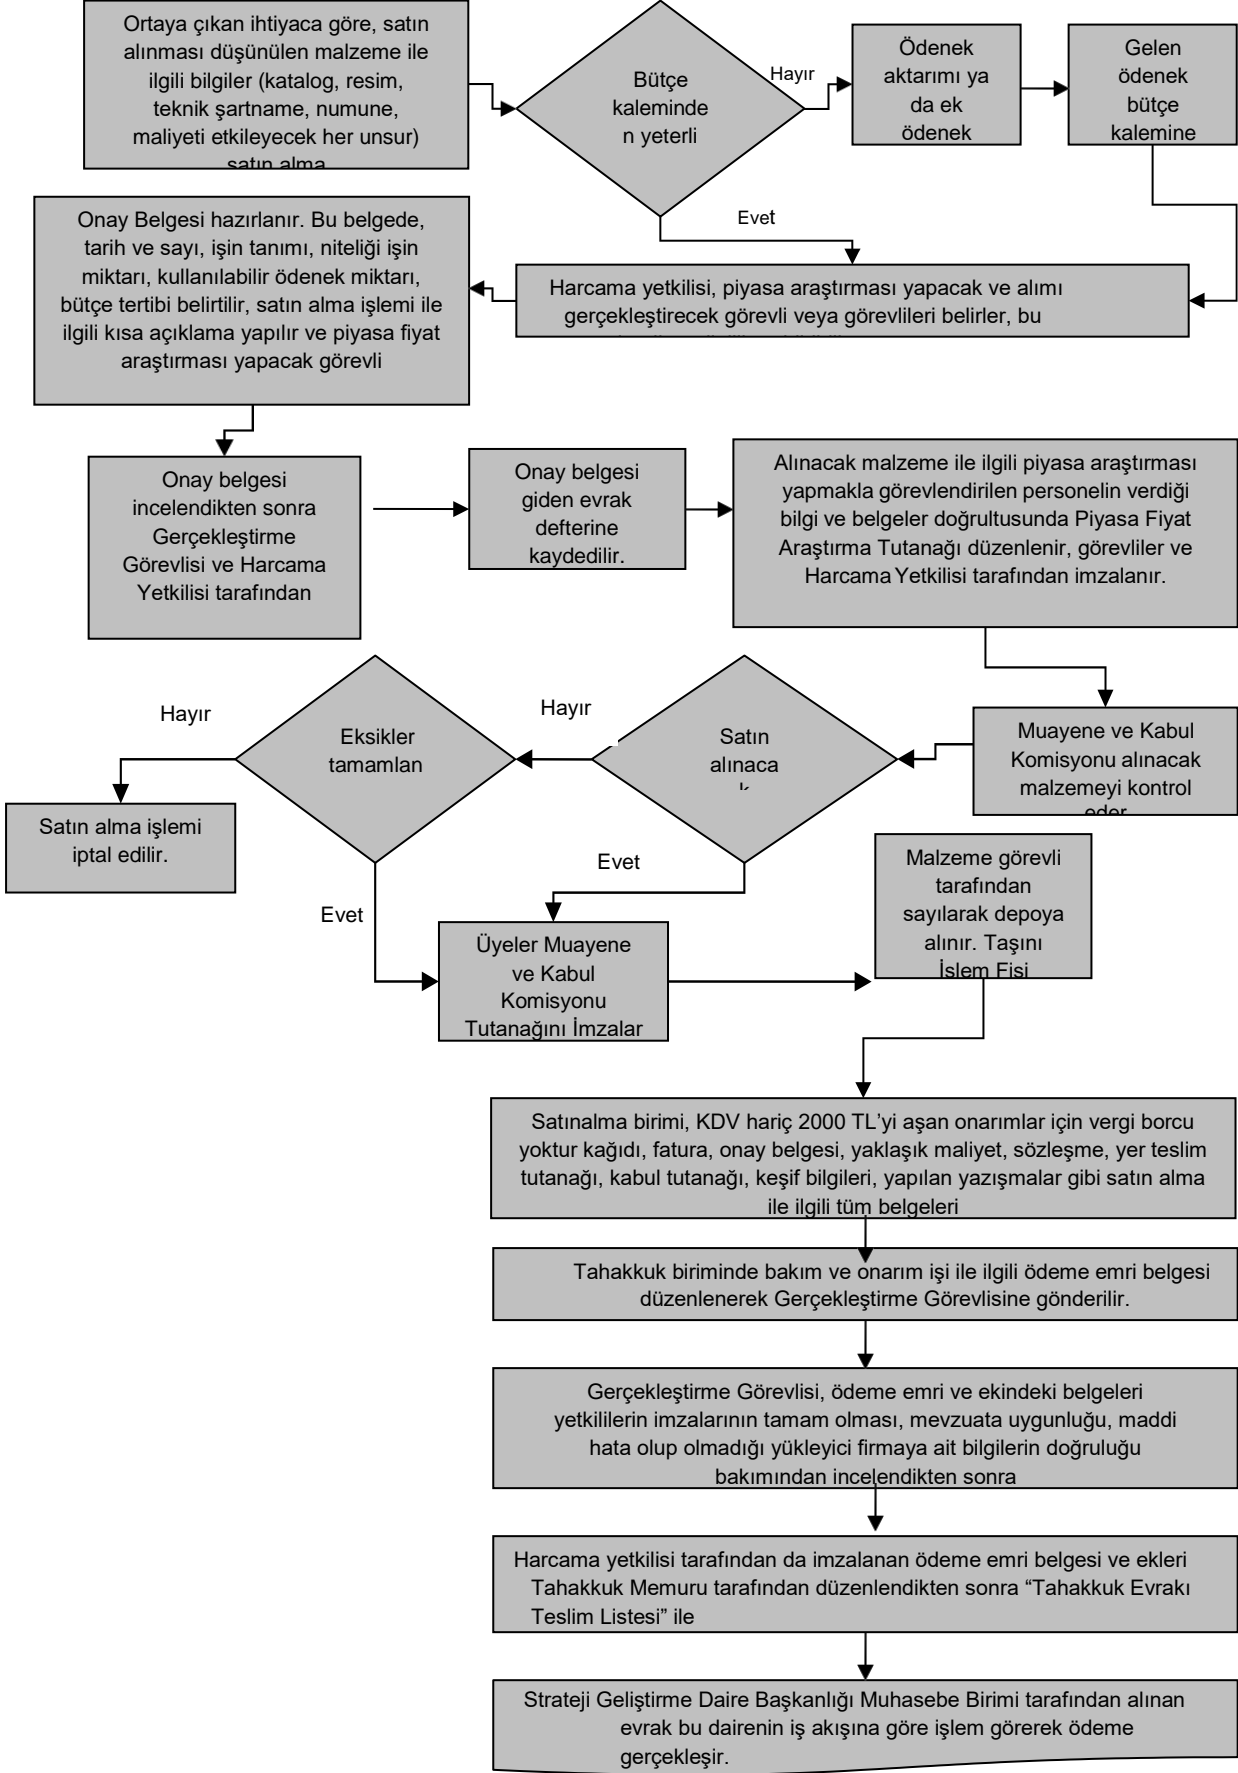 Ortaya çıkan ihtiyaca göre, satın
alınması düşünülen malzeme ile
ilgili bilgiler (katalog, resim,
teknik şartname, numune,
maliyeti etkileyecek her unsur)
satın alma
Bütçe
kaleminde
n yeterli
Hayır
Ödenek
aktarımı ya
da ek
ödenek
Gelen
ödenek
bütçe
kalemine
Evet
Harcama yetkilisi, piyasa araştırması yapacak ve alımı
gerçekleştirecek görevli veya görevlileri belirler, bu
Onay Belgesi hazırlanır. Bu belgede,
tarih ve sayı, işin tanımı, niteliği işin
miktarı, kullanılabilir ödenek miktarı,
bütçe tertibi belirtilir, satın alma işlemi ile
ilgili kısa açıklama yapılır ve piyasa fiyat
araştırması yapacak görevli
Onay belgesi
incelendikten sonra
Gerçekleştirme
Görevlisi ve Harcama
Yetkilisi tarafından
Onay belgesi
giden evrak
defterine
kaydedilir.
Alınacak malzeme ile ilgili piyasa araştırması
yapmakla görevlendirilen personelin verdiği
bilgi ve belgeler doğrultusunda Piyasa Fiyat
Araştırma Tutanağı düzenlenir, görevliler ve
Harcama Yetkilisi tarafından imzalanır.
Muayene ve Kabul
Komisyonu alınacak
malzemeyi kontrol
eder
Satın
alınaca
k
Hayır
Eksikler
tamamlan
Hayır
Satın alma işlemi
iptal edilir.
Evet
Evet
Üyeler Muayene
ve Kabul
Komisyonu
Tutanağını İmzalar
Malzeme görevli
tarafından
sayılarak depoya
alınır. Taşını
İşlem Fişi
Satınalma birimi, KDV hariç 2000 TL’yi aşan onarımlar için vergi borcu
yoktur kağıdı, fatura, onay belgesi, yaklaşık maliyet, sözleşme, yer teslim
tutanağı, kabul tutanağı, keşif bilgileri, yapılan yazışmalar gibi satın alma
ile ilgili tüm belgeleri
Tahakkuk biriminde bakım ve onarım işi ile ilgili ödeme emri belgesi
düzenlenerek Gerçekleştirme Görevlisine gönderilir.
Gerçekleştirme Görevlisi, ödeme emri ve ekindeki belgeleri
yetkililerin imzalarının tamam olması, mevzuata uygunluğu, maddi
hata olup olmadığı yükleyici firmaya ait bilgilerin doğruluğu
bakımından incelendikten sonra
Harcama yetkilisi tarafından da imzalanan ödeme emri belgesi ve ekleri
Tahakkuk Memuru tarafından düzenlendikten sonra “Tahakkuk Evrakı
Teslim Listesi” ile
Strateji Geliştirme Daire Başkanlığı Muhasebe Birimi tarafından alınan
evrak bu dairenin iş akışına göre işlem görerek ödeme
gerçekleşir.